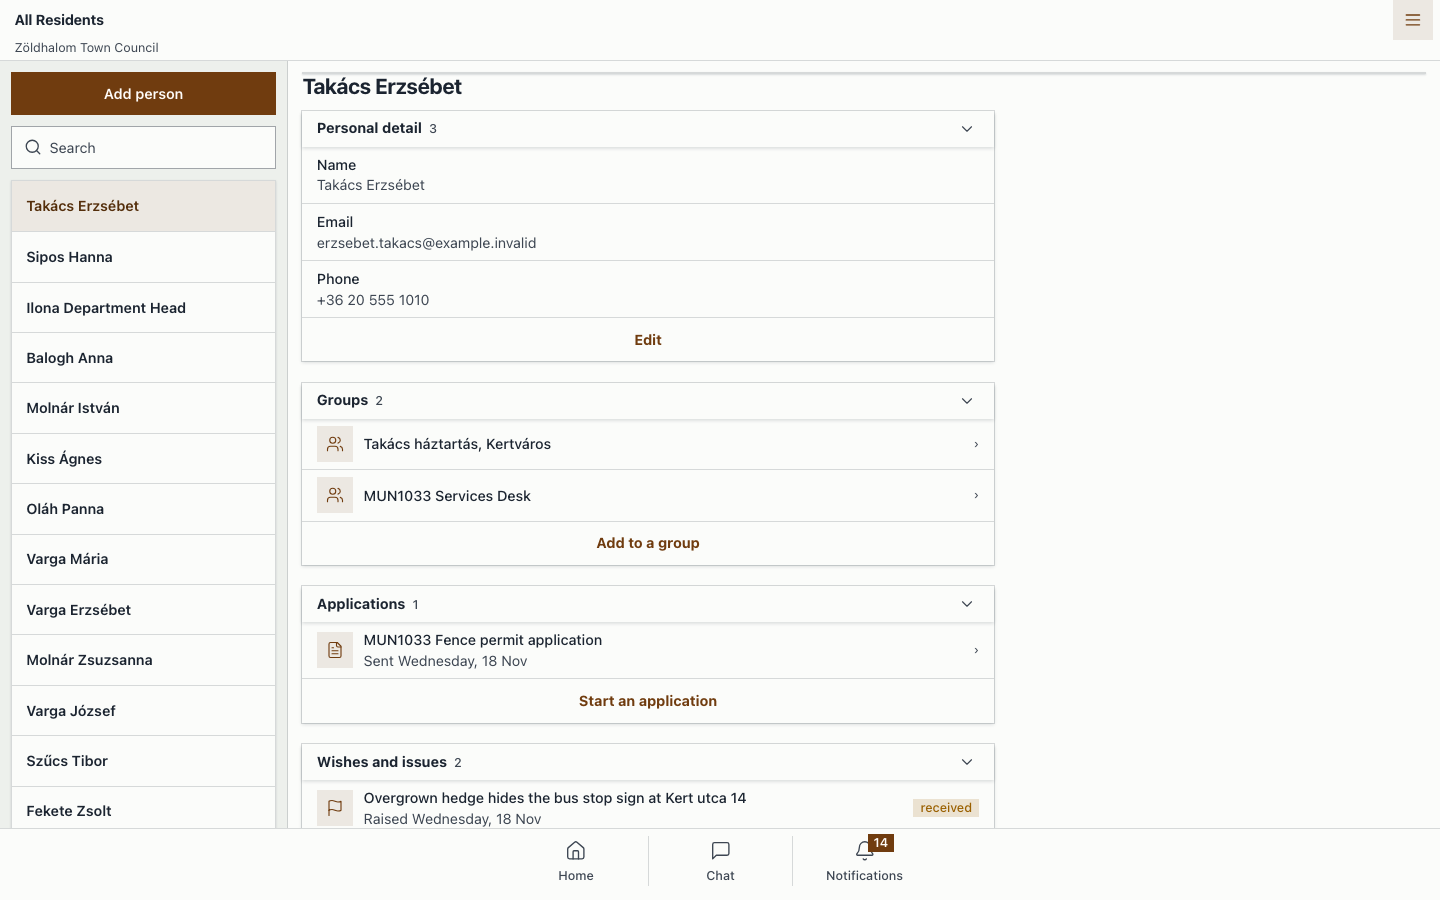 All Residents
Zöldhalom Town Council
Add person
Search
Takács Erzsébet
Sipos Hanna
Ilona Department Head
Balogh Anna
Molnár István
Kiss Ágnes
Oláh Panna
Varga Mária
Varga Erzsébet
Molnár Zsuzsanna
Varga József
Szűcs Tibor
Fekete Zsolt
Takács Erzsébet
Personal detail 3
Name
Takács Erzsébet
Email
erzsebet.takacs@example.invalid
Phone
+36 20 555 1010
Edit
Groups 2
Takács háztartás, Kertváros
MUN1033 Services Desk
Add to a group
Applications 1
MUN1033 Fence permit application
Sent Wednesday, 18 Nov
Start an application
Wishes and issues 2
Overgrown hedge hides the bus stop sign at Kert utca 14
Raised Wednesday, 18 Nov
received
Home
Chat
14
Notifications